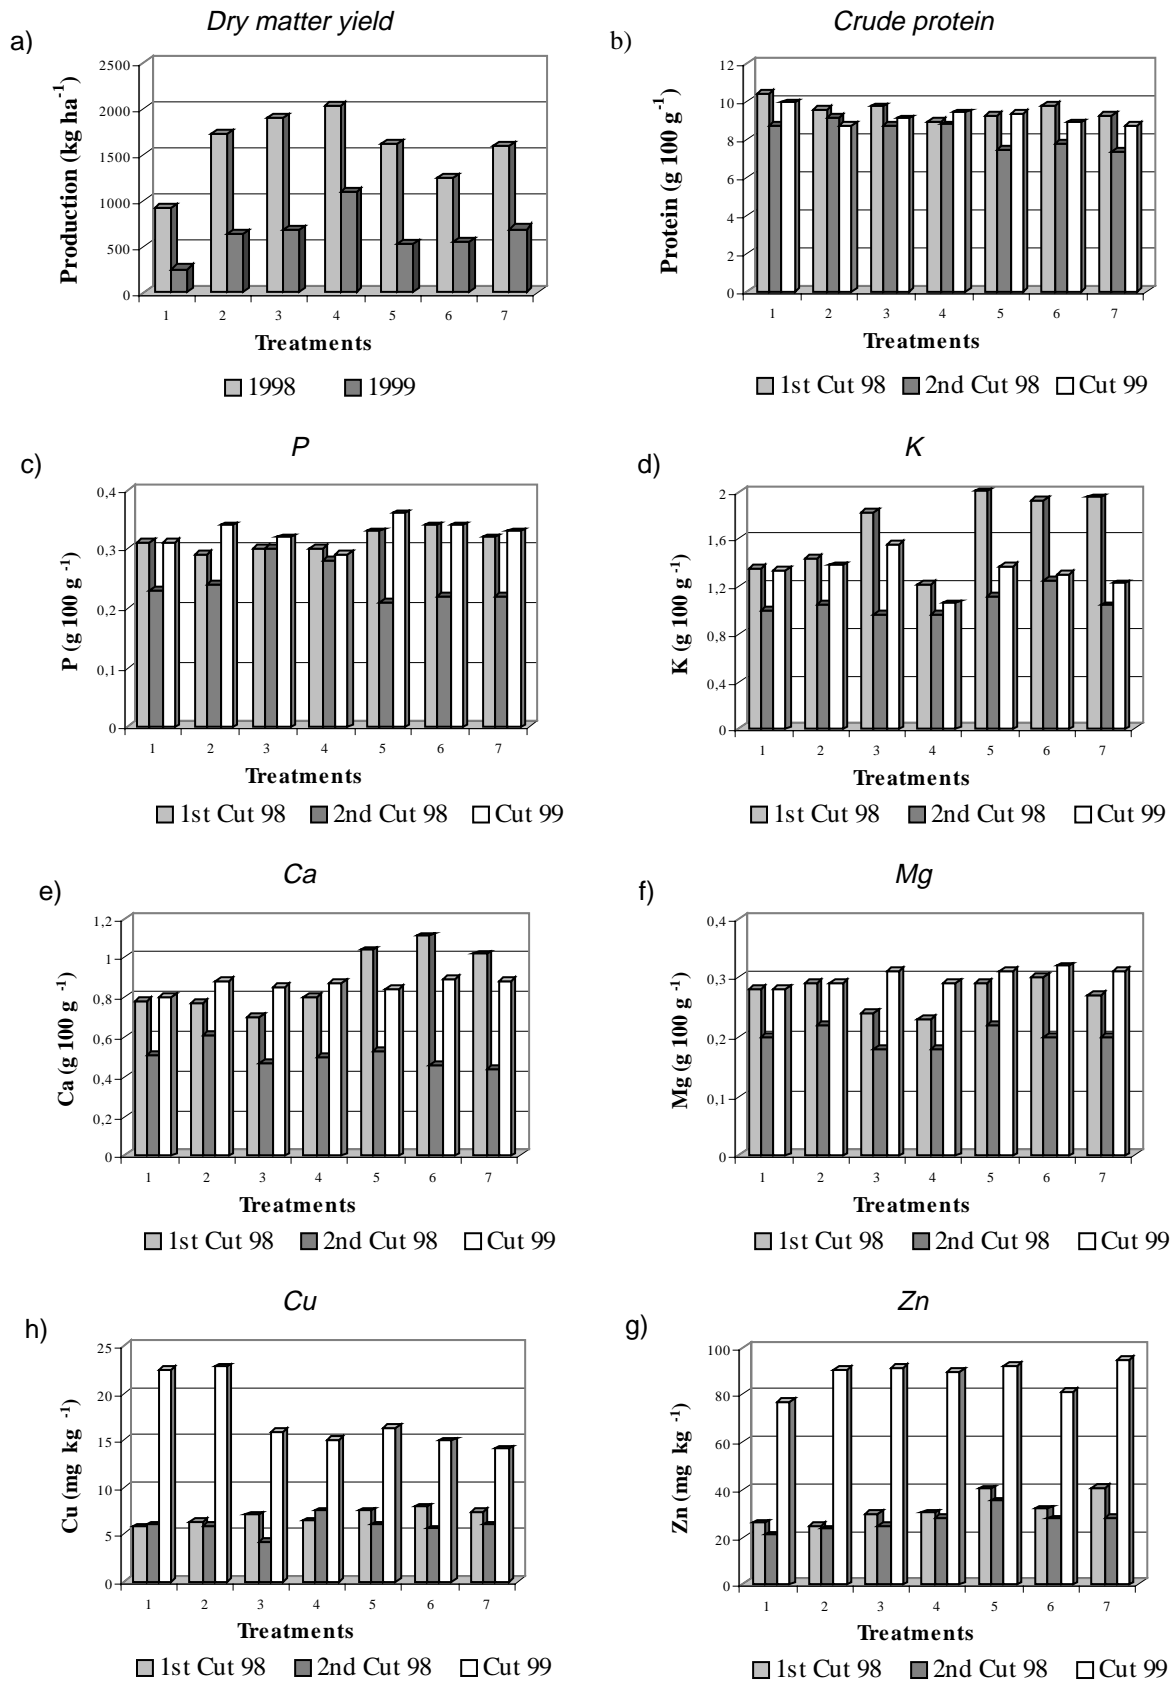 Dry matter yield
a)
Production (kg ha-1)
2500
2000
1500
1000
500
0
1 2 3 4 5 6 7
Treatments
1998 1999
Crude protein
b)
Protein (g 100 g -1)
12
10
8
6
4
2
0
1 2 3 4 5 6 7
Treatments
1st Cut 98 2nd Cut 98 Cut 99
P
c)
P (g 100 g -1)
0,4
0,3
0,2
0,1
0
1 2 3 4 5 6 7
Treatments
1st Cut 98 2nd Cut 98 Cut 99
K
d)
K (g 100 g -1)
2
1,6
1,2
0,8
0,4
0
1 2 3 4 5 6 7
Treatments
1st Cut 98 2nd Cut 98 Cut 99
Ca
e)
Ca (g 100 g -1)
1,2
1
0,8
0,6
0,4
0,2
0
1 2 3 4 5 6 7
Treatments
1st Cut 98 2nd Cut 98 Cut 99
Mg
f)
Mg (g 100 g -1)
0,4
0,3
0,2
0,1
0
1 2 3 4 5 6 7
Treatments
1st Cut 98 2nd Cut 98 Cut 99
Cu
h)
Cu (mg kg -1)
25
20
15
10
5
0
1 2 3 4 5 6 7
Treatments
1st Cut 98 2nd Cut 98 Cut 99
Zn
g)
Zn (mg kg -1)
100
80
60
40
20
0
1 2 3 4 5 6 7
Treatments
1st Cut 98 2nd Cut 98 Cut 99